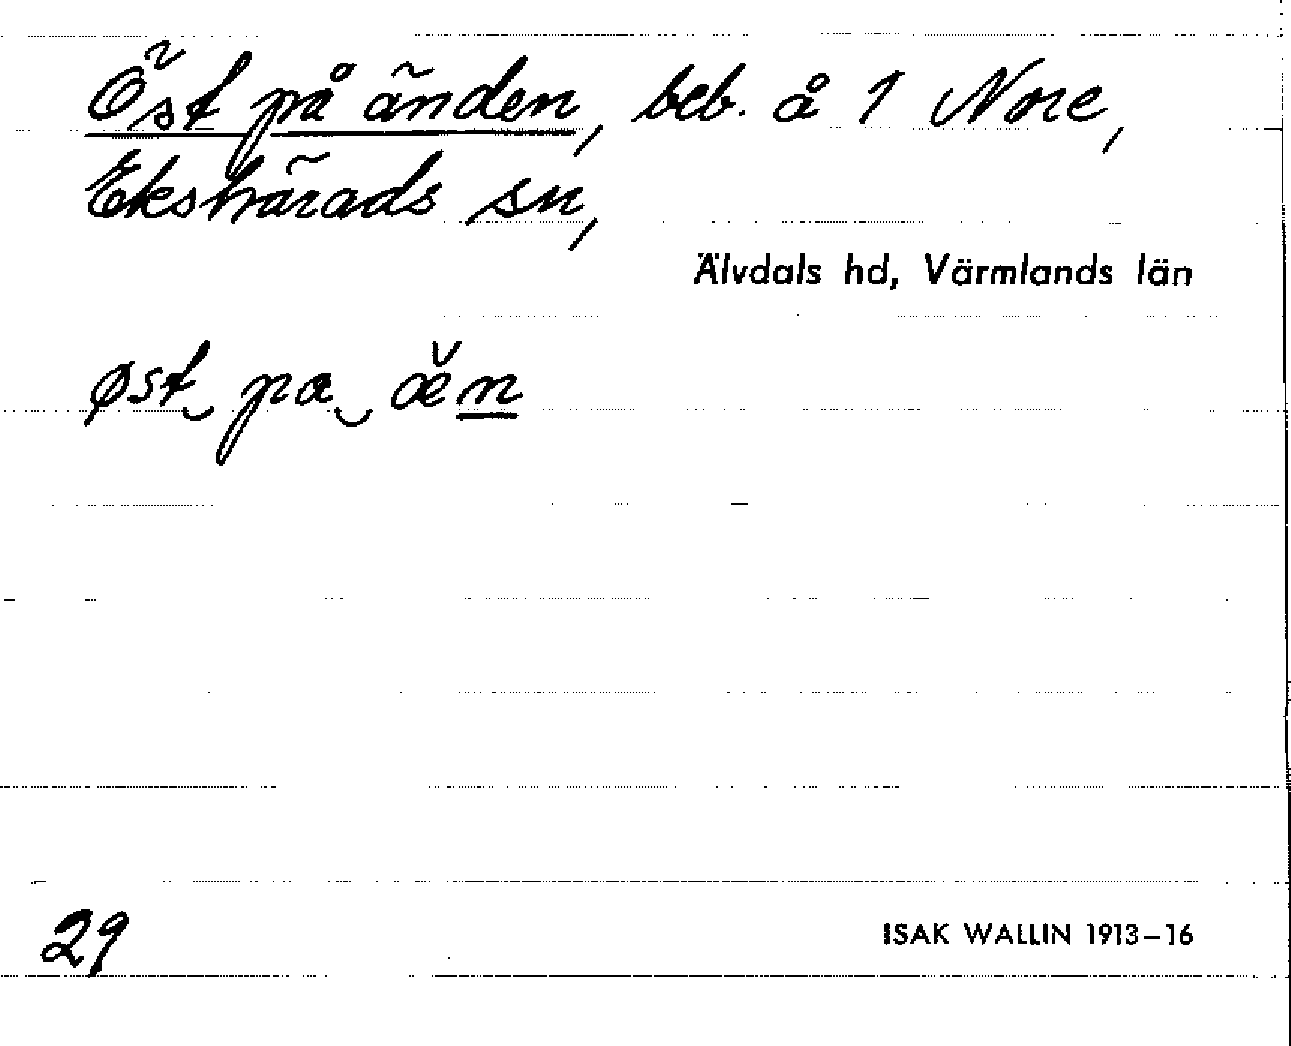 Öst på änden, beb. å 1 Nore,
Ekshärads sn,
Älvdals hd, Värmlands län
øst‿ pa‿ æ̆n
29
ISAK WALLIN 1913–16